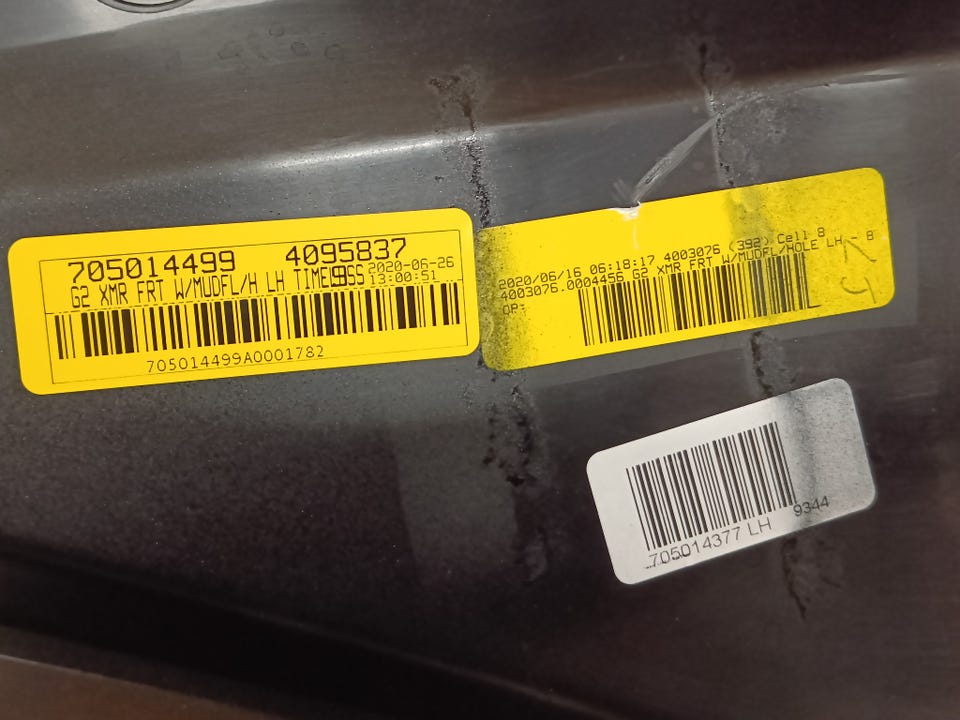 705014499 4095837
G2 XMR FRT W/MUDFL/H LH TIMELESS 2020-06-26
13:00:51
705014499A0001782
2020/06/16 06:18:17 4003076 (392) Cell 8
4003076.0004456 G2 XMR FRT W/MUDFL/HOLE LH - 8
OP:
L
705014377 LH 9344